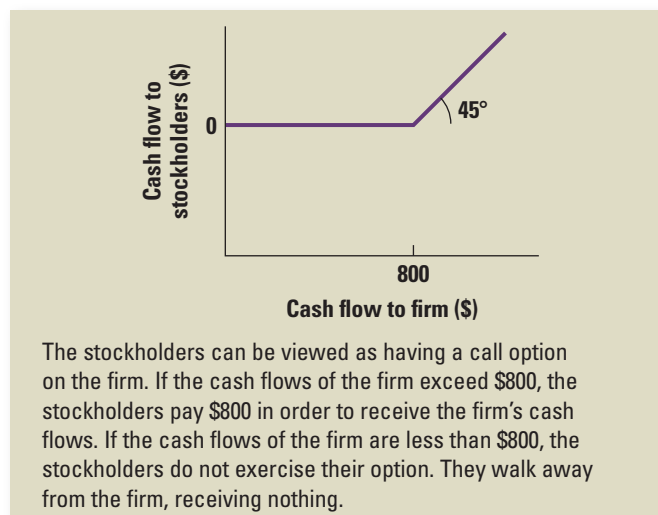 Cash flow to
stockholders ($)
0
45°
800
Cash flow to firm ($)
The stockholders can be viewed as having a call option
on the firm. If the cash flows of the firm exceed $800, the
stockholders pay $800 in order to receive the firm's cash
flows. If the cash flows of the firm are less than $800, the
stockholders do not exercise their option. They walk away
from the firm, receiving nothing.